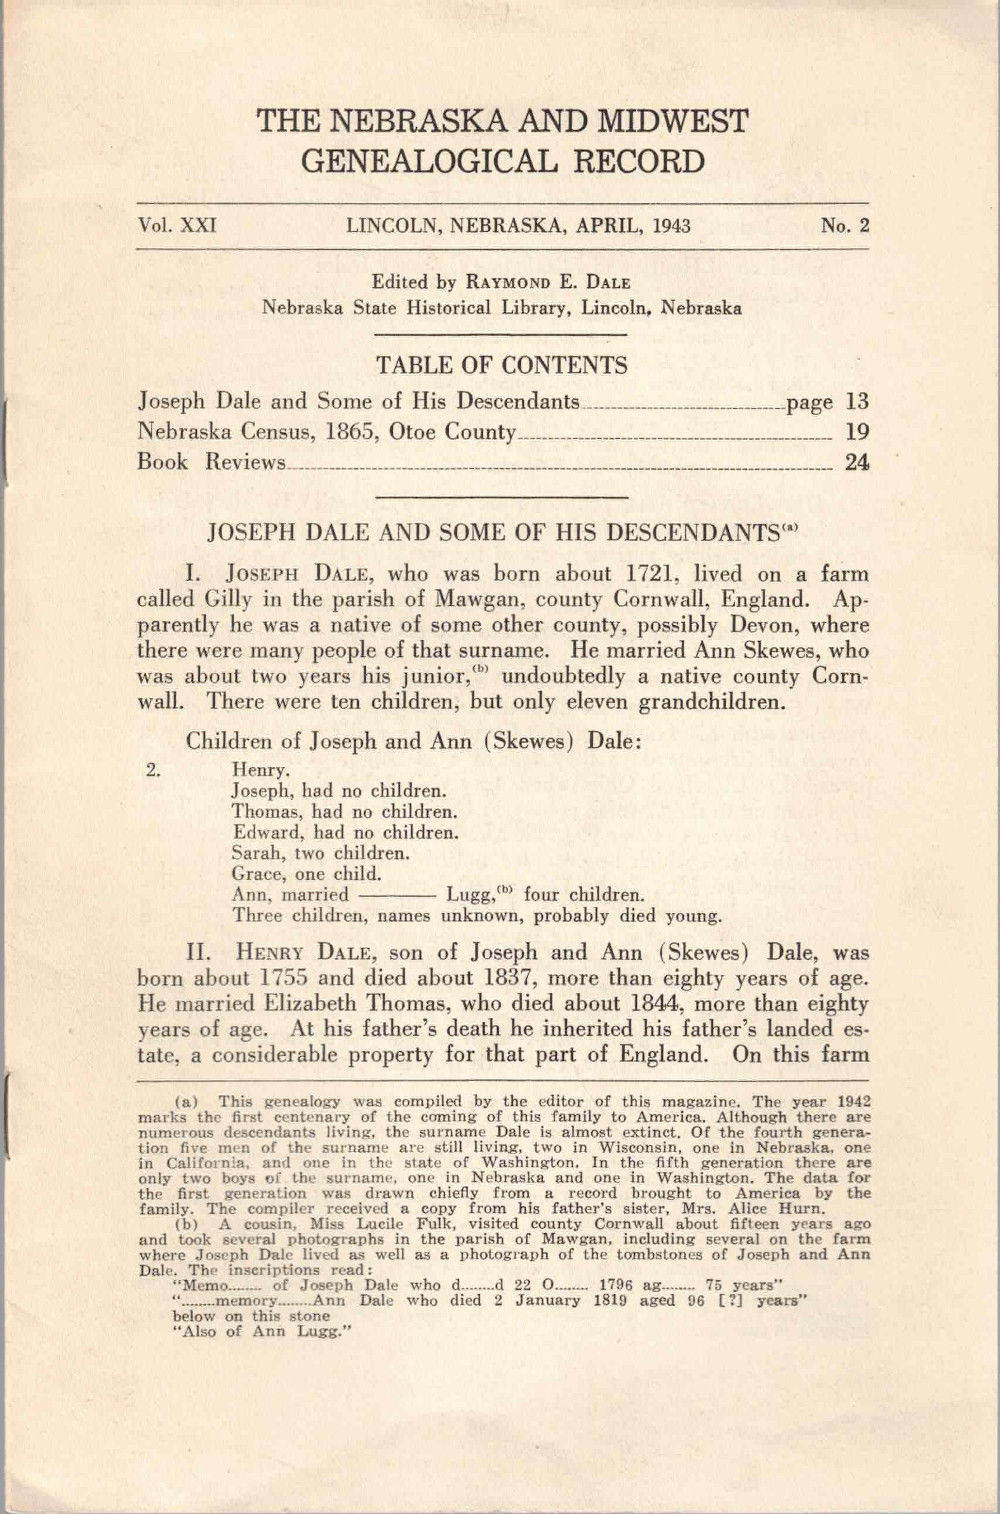 THE NEBRASKA AND MIDWEST
GENEALOGICAL RECORD
Vol. XXI LINCOLN, NEBRASKA, APRIL, 1943 No. 2
Edited by RAYMOND E. DALE
Nebraska State Historical Library, Lincoln, Nebraska
TABLE OF CONTENTS
Joseph Dale and Some of His Descendants page 13
Nebraska Census, 1865, Otoe County 19
Book Reviews 24
JOSEPH DALE AND SOME OF HIS DESCENDANTS(a)
I. JOSEPH DALE, who was born about 1721, lived on a farm
called Gilly in the parish of Mawgan, county Cornwall, England. Ap-
parently he was a native of some other county, possibly Devon, where
there were many people of that surname. He married Ann Skewes, who
was about two years his junior,(b) undoubtedly a native county Corn-
wall. There were ten children, but only eleven grandchildren.
Children of Joseph and Ann (Skewes) Dale:
2. Henry.
Joseph, had no children.
Thomas, had no children.
Edward, had no children.
Sarah, two children.
Grace, one child.
Ann, married ——— Lugg,(b) four children.
Three children, names unknown, probably died young.
II. HENRY DALE, son of Joseph and Ann (Skewes) Dale, was
born about 1755 and died about 1837, more than eighty years of age.
He married Elizabeth Thomas, who died about 1844, more than eighty
years of age. At his father's death he inherited his father's landed es-
tate, a considerable property for that part of England. On this farm
(a) This genealogy was compiled by the editor of this magazine. The year 1942
marks the first centenary of the coming of this family to America. Although there are
numerous descendants living, the surname Dale is almost extinct. Of the fourth genera-
tion five men of the surname are still living, two in Wisconsin, one in Nebraska, one
in California, and one in the state of Washington. In the fifth generation there are
only two boys of the surname, one in Nebraska and one in Washington. The data for
the first generation was drawn chiefly from a record brought to America by the
family. The compiler received a copy from his father's sister, Mrs. Alice Hurn.
(b) A cousin, Miss Lucile Fulk, visited county Cornwall about fifteen years ago
and took several photographs in the parish of Mawgan, including several on the farm
where Joseph Dale lived as well as a photograph of the tombstones of Joseph and Ann
Dale. The inscriptions read:
"Memo........ of Joseph Dale who d........d 22 O........ 1796 ag........ 75 years"
"........memory........Ann Dale who died 2 January 1819 aged 96 [?] years"
below on this stone
"Also of Ann Lugg."